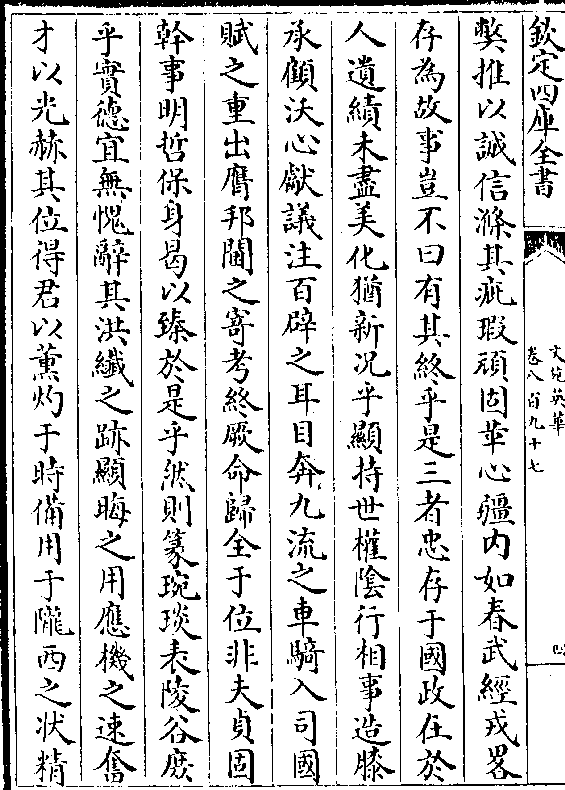 欽定四庫全書
文苑英華
卷八百九十七
四
獘推以誠信滌其疵瑕頑固革心疆内如春武經戎畧
存為故事豈不曰有其終乎是三者忠存于國政在於
人遺績未盡美化猶新况乎顯持世權陰行相事造膝
承顧沃心獻議注百辟之耳目奔九流之車騎入司國
賦之重出膺邦閫之寄考終厥命歸全于位非夫貞固
幹事明哲保身曷以臻於是乎然則篆琬琰表陵谷庶
乎實德宜無愧辭其洪纖之跡顯晦之用應機之速奮
才以光赫其位得君以薫灼于時備用于隴西之状精